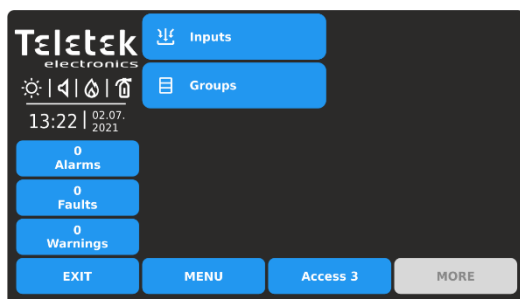 Teletek
electronics
13:22
02.07.
2021
0
Alarms
0
Faults
0
Warnings
Inputs
Groups
EXIT
MENU
Access 3
MORE